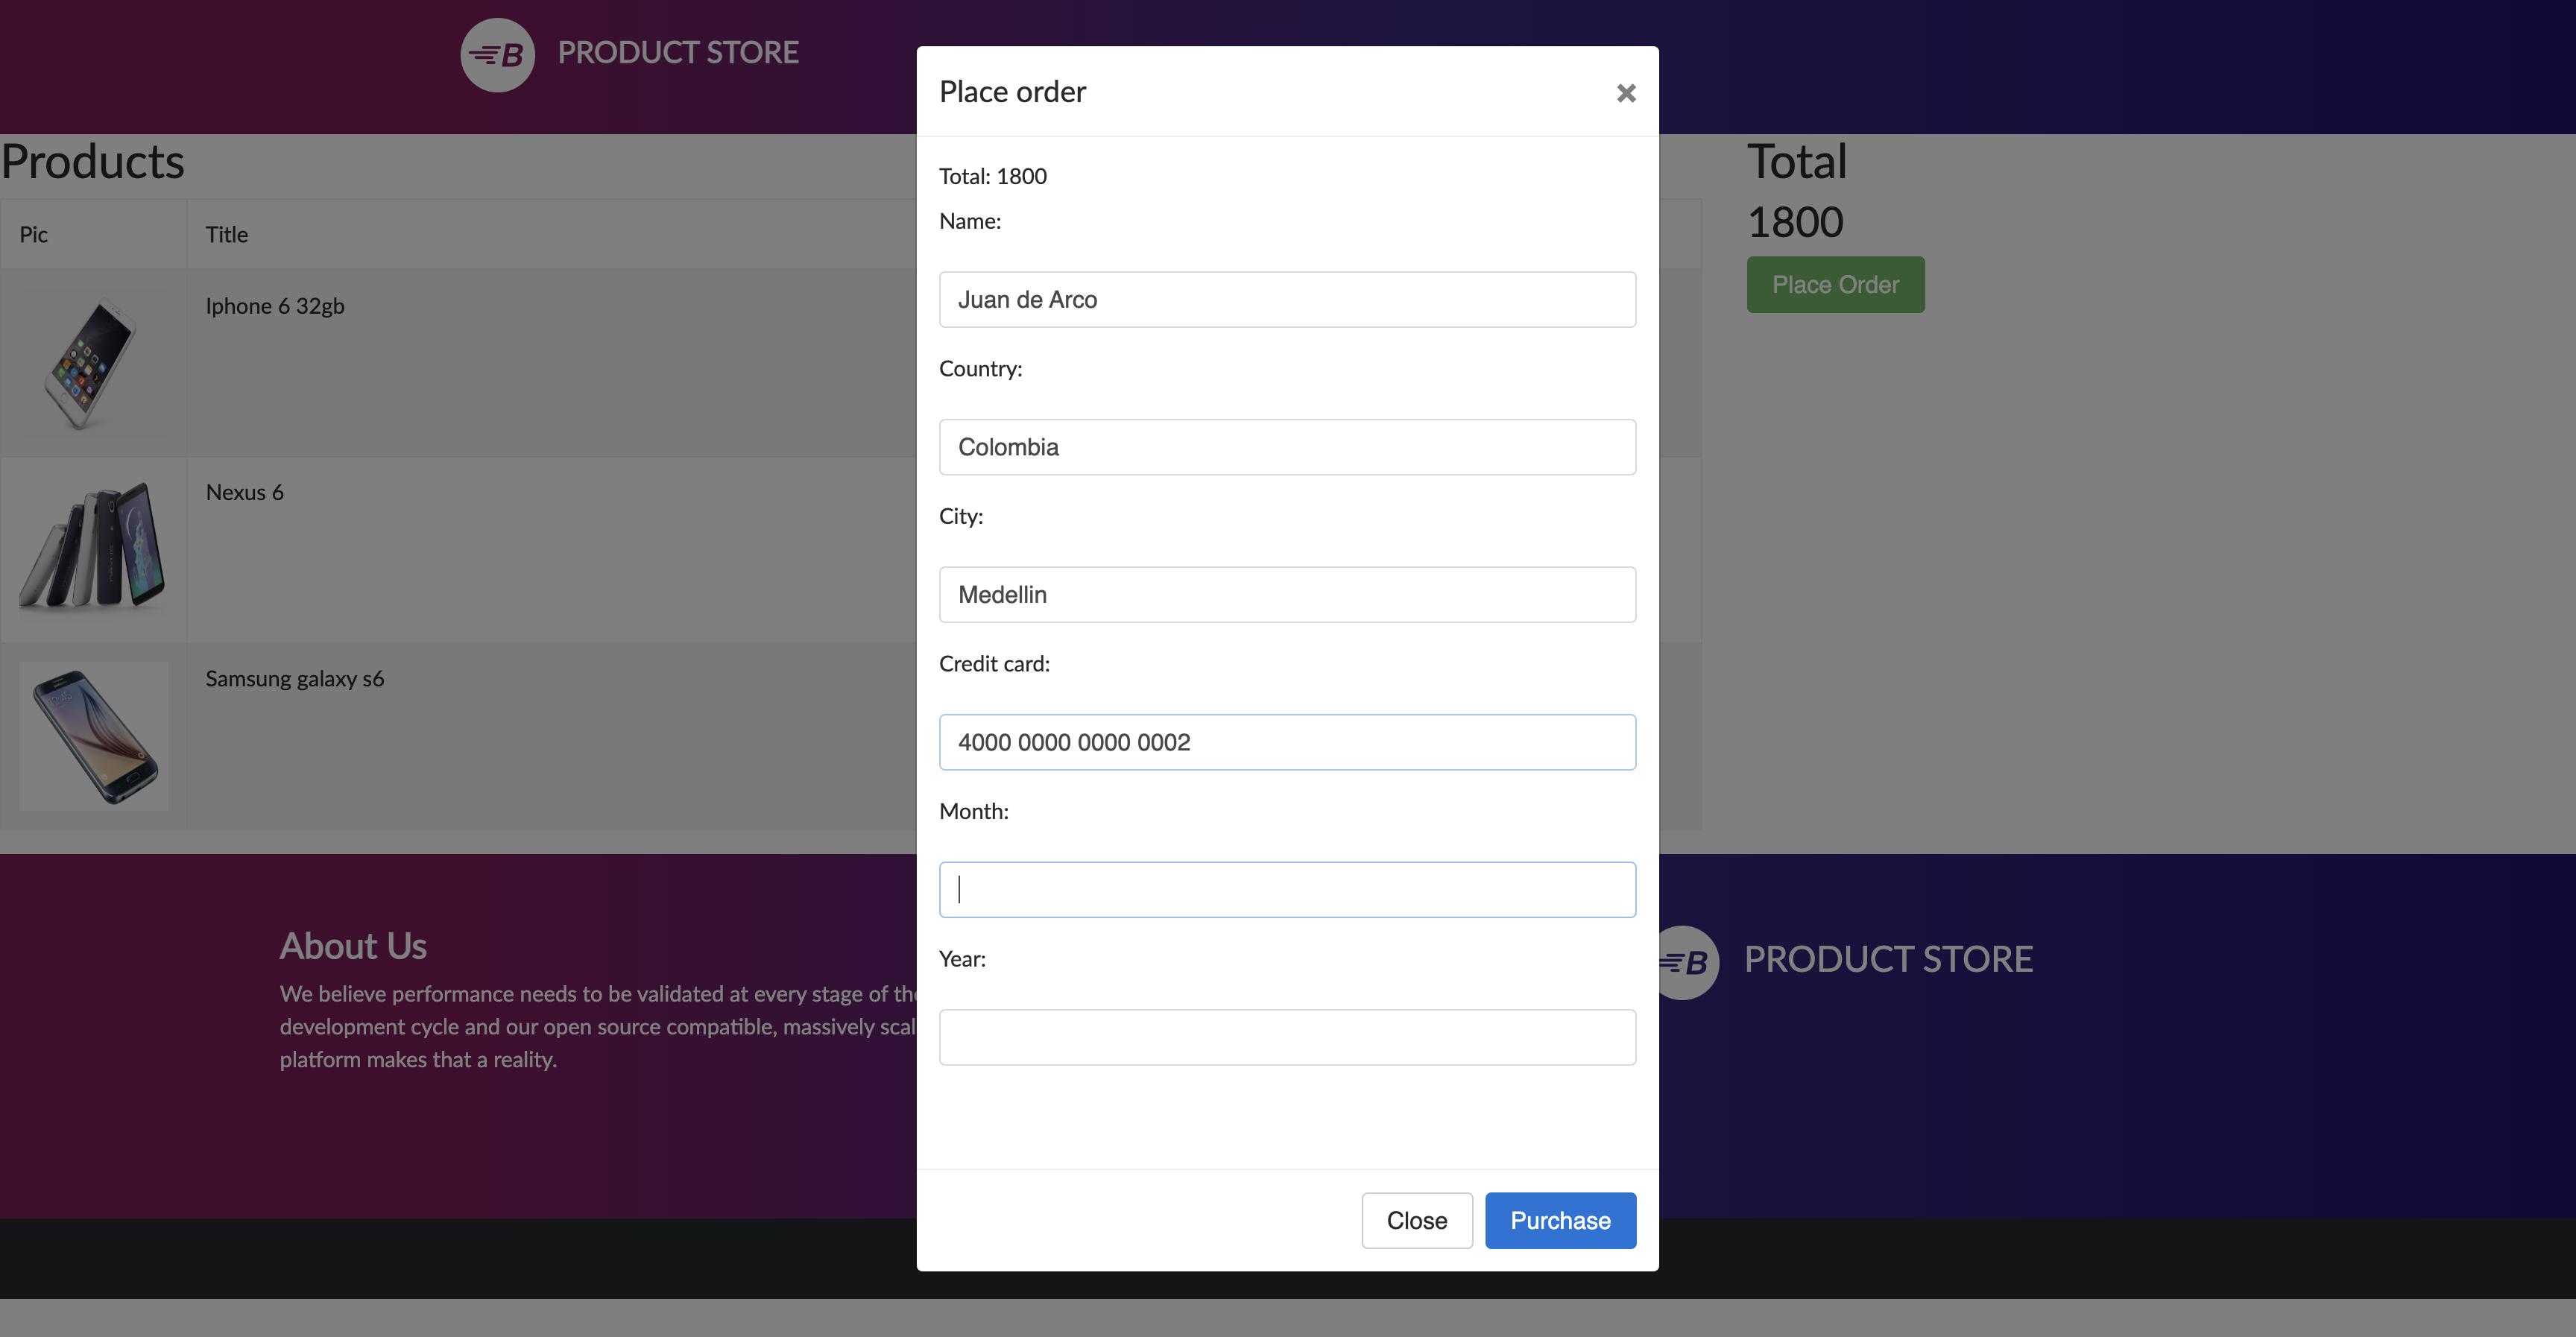 B PRODUCT STORE
Products
Pic Title
Iphone 6 32gb
Nexus 6
Samsung galaxy s6
Place order ×
Total: 1800
Name:
Juan de Arco
Country:
Colombia
City:
Medellin
Credit card:
4000 0000 0000 0002
Month:
Year:
Close Purchase
Total
1800
Place Order
About Us
We believe performance needs to be validated at every stage of the
development cycle and our open source compatible, massively scal
platform makes that a reality.
B PRODUCT STORE